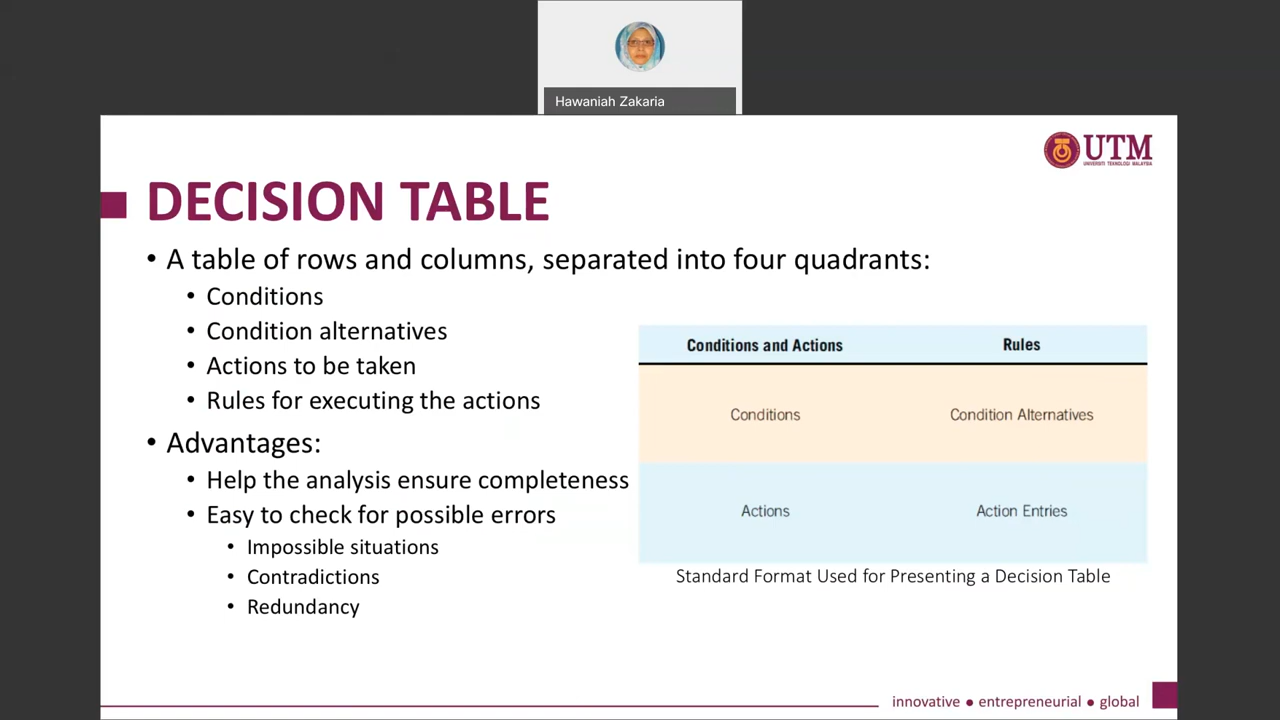 Hawaniah Zakaria
UTM
UNIVERSITI TEKNOLOGI MALAYSIA
DECISION TABLE
• A table of rows and columns, separated into four quadrants:
• Conditions
• Condition alternatives
• Actions to be taken
• Rules for executing the actions
• Advantages:
• Help the analysis ensure completeness
• Easy to check for possible errors
• Impossible situations
• Contradictions
• Redundancy
Conditions and Actions Rules
Conditions Condition Alternatives
Actions Action Entries
Standard Format Used for Presenting a Decision Table
innovative ● entrepreneurial ● global